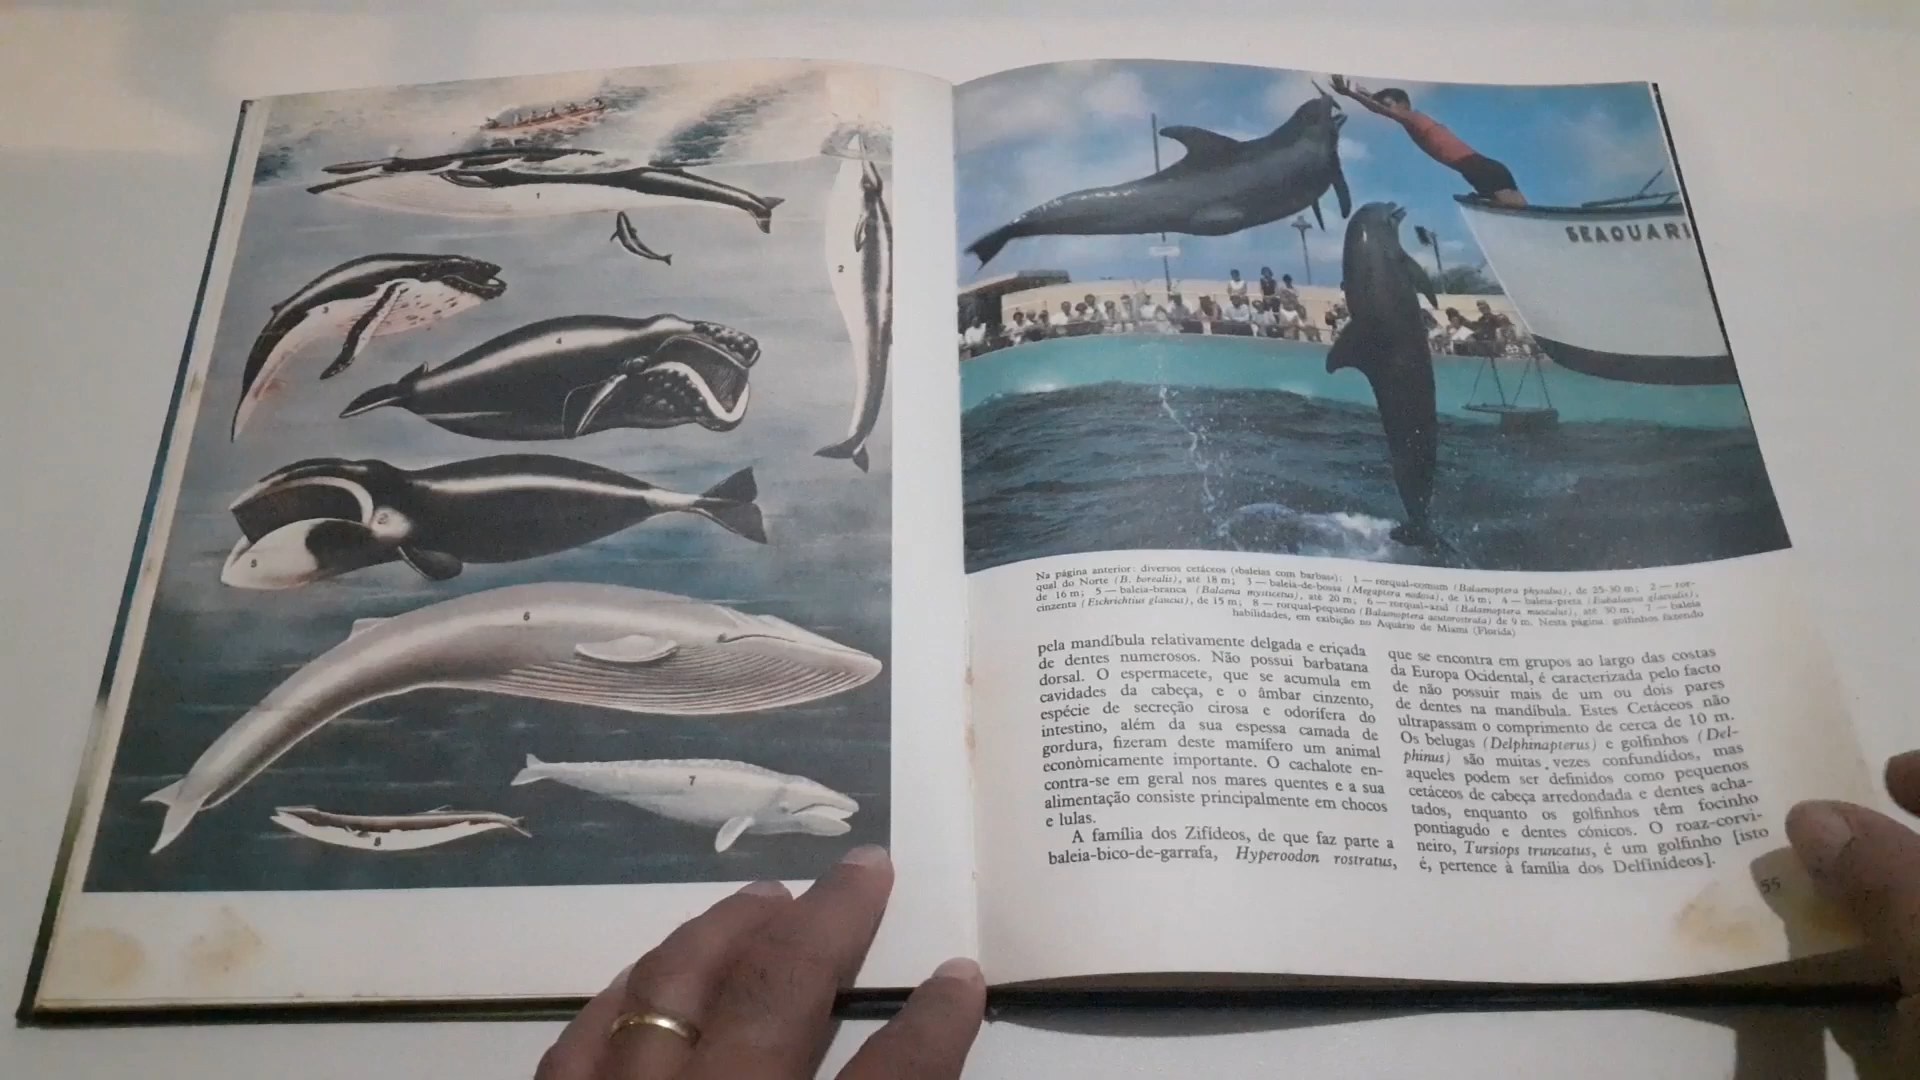 1
2
3
4
5
6
7
8
SEAQUARI
Na página anterior: diversos cetáceos («baleias com barbas»): 1 — rorqual-comum (Balamoptera physalus), de 25-30 m; 2 — ror-
qual do Norte (B. borealis), até 18 m; 3 — baleia-de-bossa (Megaptera nodosa), de 16 m; 4 — baleia-preta (Eubalaena glacialis),
de 16 m; 5 — baleia-branca (Balaena mysticetus), até 20 m; 6 — rorqual-azul (Balamoptera musculus), até 30 m; 7 — baleia
cinzenta (Eschrichtius glaucus), de 15 m; 8 — rorqual-pequeno (Balamoptera acutorostrata) de 9 m. Nesta página: golfinhos fazendo
habilidades, em exibição no Aquário de Miami (Florida)
pela mandíbula relativamente delgada e eriçada
de dentes numerosos. Não possui barbatana
dorsal. O espermacete, que se acumula em
cavidades da cabeça, e o âmbar cinzento,
espécie de secreção cirosa e odorífera do
intestino, além da sua espessa camada de
gordura, fizeram deste mamífero um animal
econòmicamente importante. O cachalote en-
contra-se em geral nos mares quentes e a sua
alimentação consiste principalmente em chocos
e lulas.
A família dos Zifídeos, de que faz parte a
baleia-bico-de-garrafa, Hyperoodon rostratus,
que se encontra em grupos ao largo das costas
da Europa Ocidental, é caracterizada pelo facto
de não possuir mais de um ou dois pares
de dentes na mandíbula. Estes Cetáceos não
ultrapassam o comprimento de cerca de 10 m.
Os belugas (Delphinapterus) e golfinhos (Del-
phinus) são muitas vezes confundidos, mas
aqueles podem ser definidos como pequenos
cetáceos de cabeça arredondada e dentes acha-
tados, enquanto os golfinhos têm focinho
pontiagudo e dentes cónicos. O roaz-corvi-
neiro, Tursiops truncatus, é um golfinho [isto
é, pertence à família dos Delfinídeos].
55